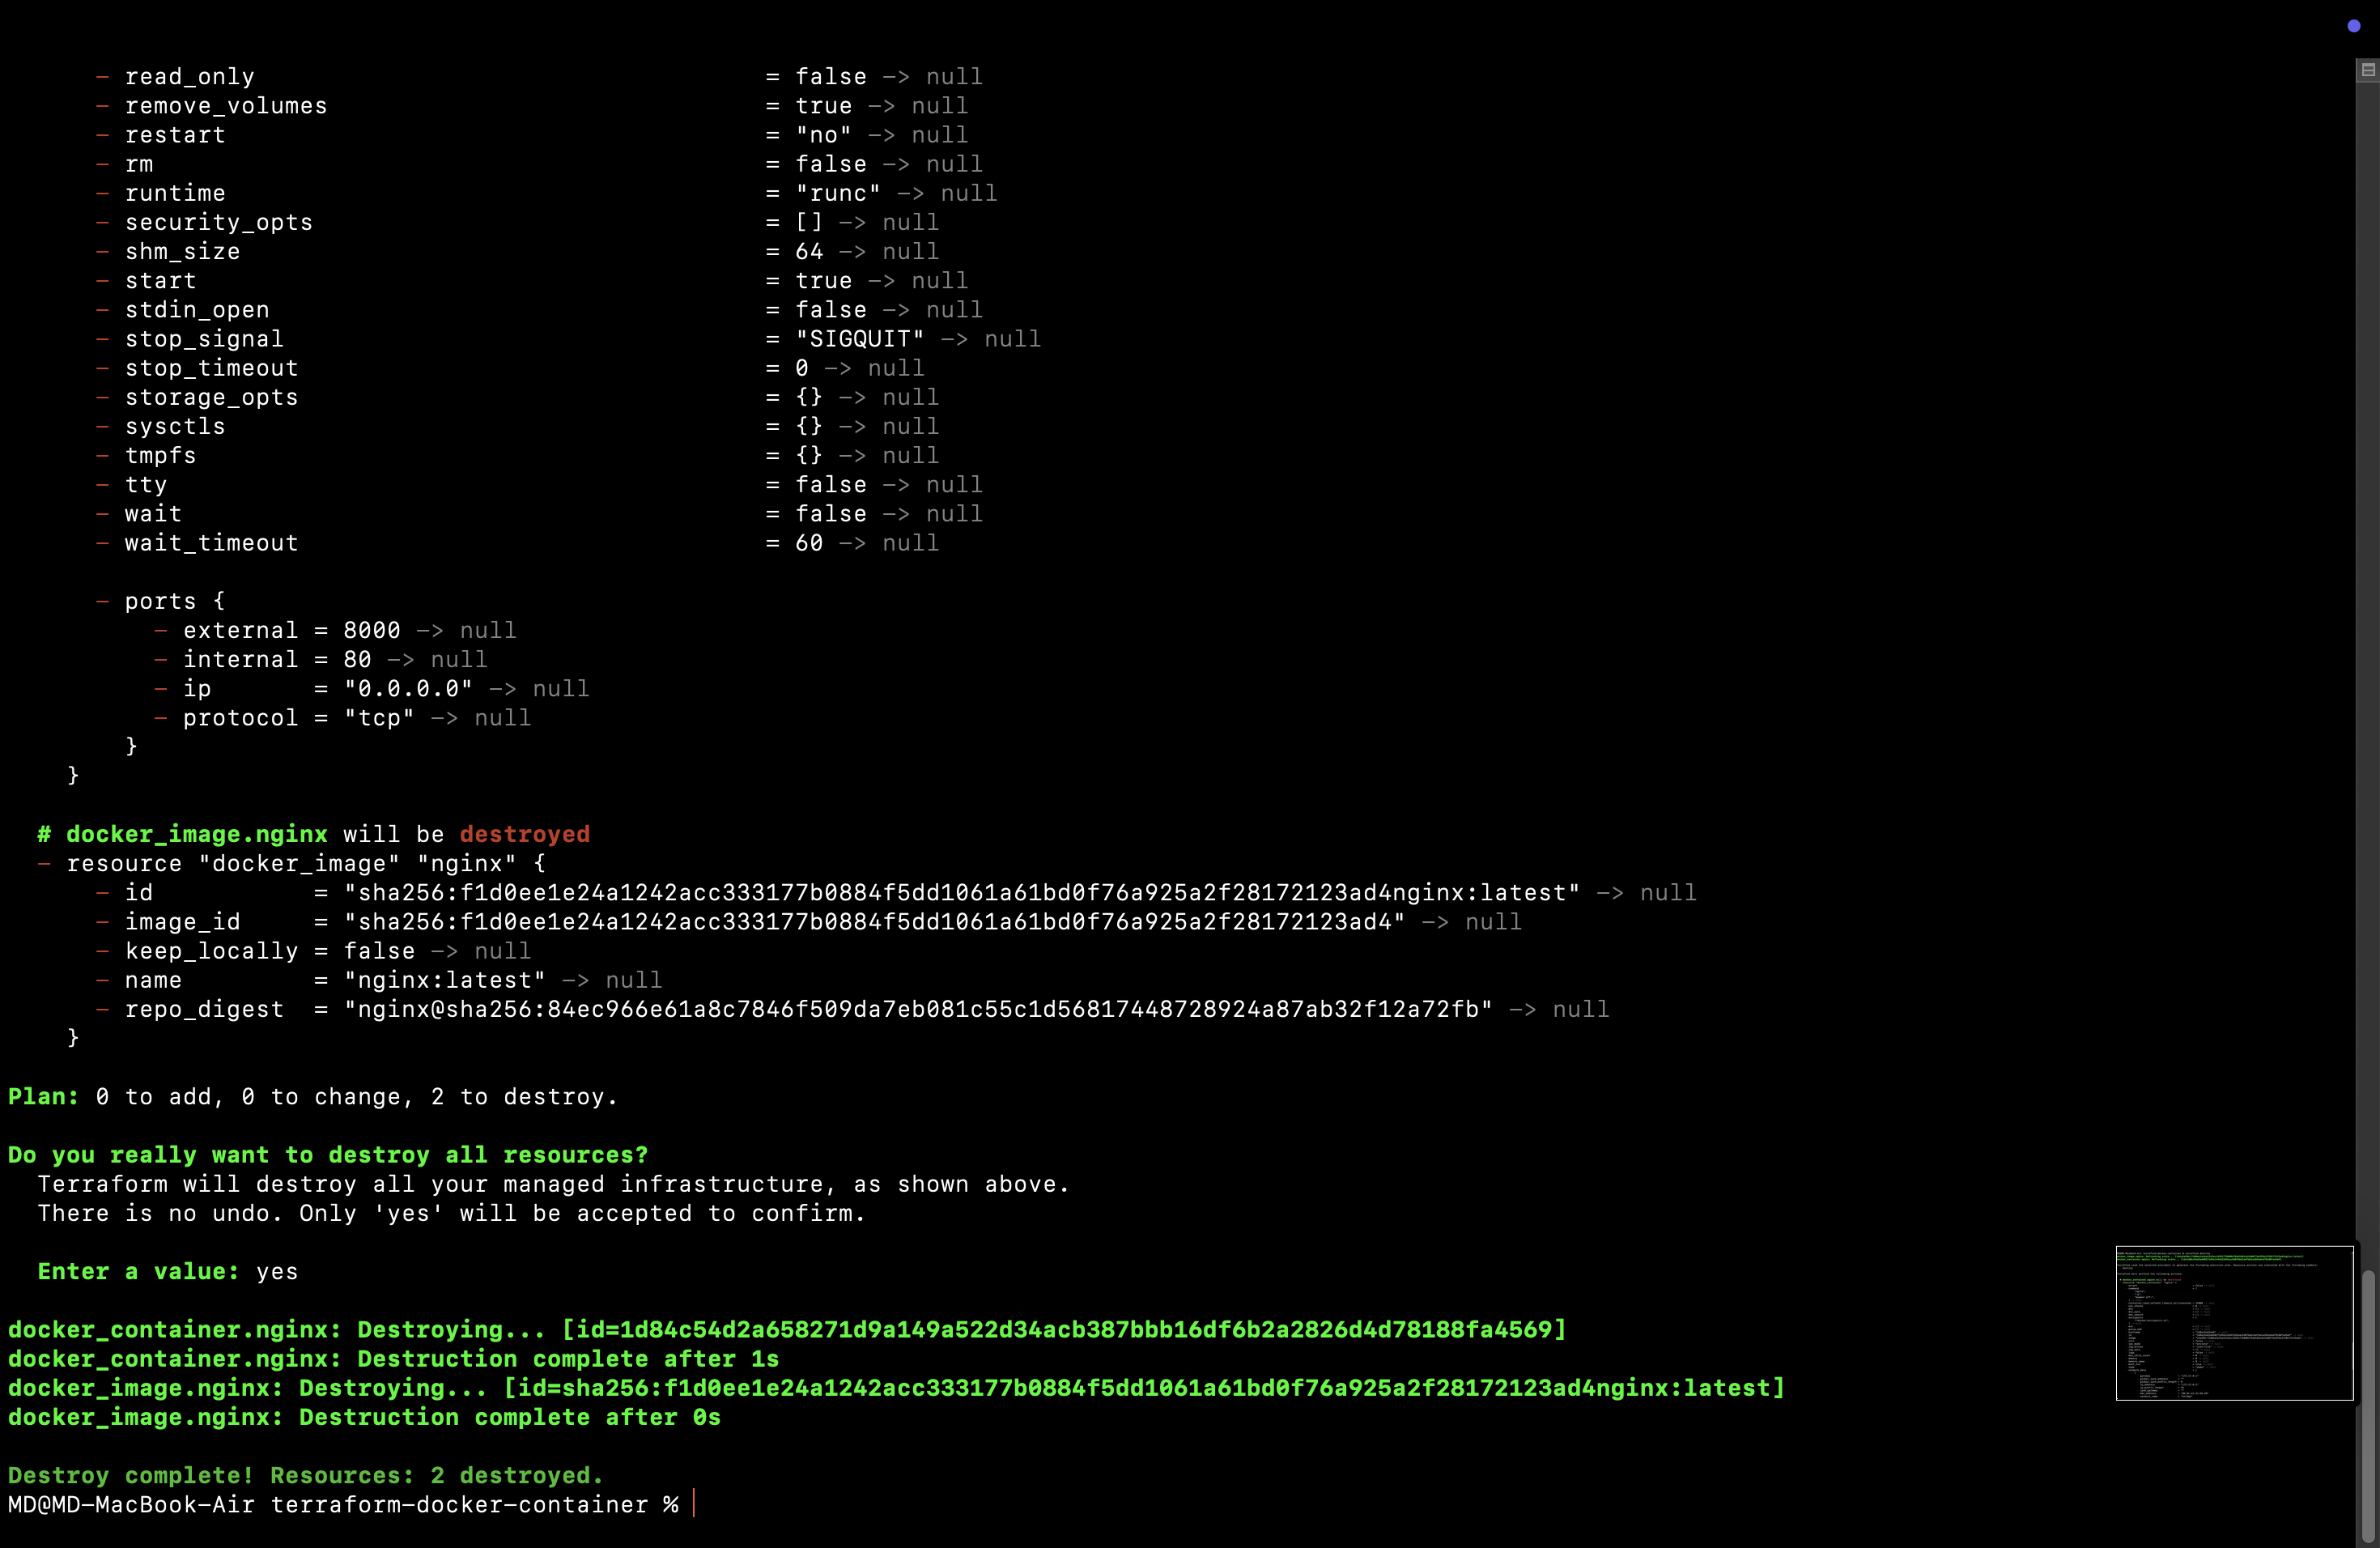 - read_only = false -> null
- remove_volumes = true -> null
- restart = "no" -> null
- rm = false -> null
- runtime = "runc" -> null
- security_opts = [] -> null
- shm_size = 64 -> null
- start = true -> null
- stdin_open = false -> null
- stop_signal = "SIGQUIT" -> null
- stop_timeout = 0 -> null
- storage_opts = {} -> null
- sysctls = {} -> null
- tmpfs = {} -> null
- tty = false -> null
- wait = false -> null
- wait_timeout = 60 -> null
- ports {
- external = 8000 -> null
- internal = 80 -> null
- ip = "0.0.0.0" -> null
- protocol = "tcp" -> null
}
}
# docker_image.nginx will be destroyed
- resource "docker_image" "nginx" {
- id = "sha256:f1d0ee1e24a1242acc333177b0884f5dd1061a61bd0f76a925a2f28172123ad4nginx:latest" -> null
- image_id = "sha256:f1d0ee1e24a1242acc333177b0884f5dd1061a61bd0f76a925a2f28172123ad4" -> null
- keep_locally = false -> null
- name = "nginx:latest" -> null
- repo_digest = "nginx@sha256:84ec966e61a8c7846f509da7eb081c55c1d56817448728924a87ab32f12a72fb" -> null
}
Plan: 0 to add, 0 to change, 2 to destroy.
Do you really want to destroy all resources?
Terraform will destroy all your managed infrastructure, as shown above.
There is no undo. Only 'yes' will be accepted to confirm.
Enter a value: yes
docker_container.nginx: Destroying... [id=1d84c54d2a658271d9a149a522d34acb387bbb16df6b2a2826d4d78188fa4569]
docker_container.nginx: Destruction complete after 1s
docker_image.nginx: Destroying... [id=sha256:f1d0ee1e24a1242acc333177b0884f5dd1061a61bd0f76a925a2f28172123ad4nginx:latest]
docker_image.nginx: Destruction complete after 0s
Destroy complete! Resources: 2 destroyed.
MD@MD-MacBook-Air terraform-docker-container %